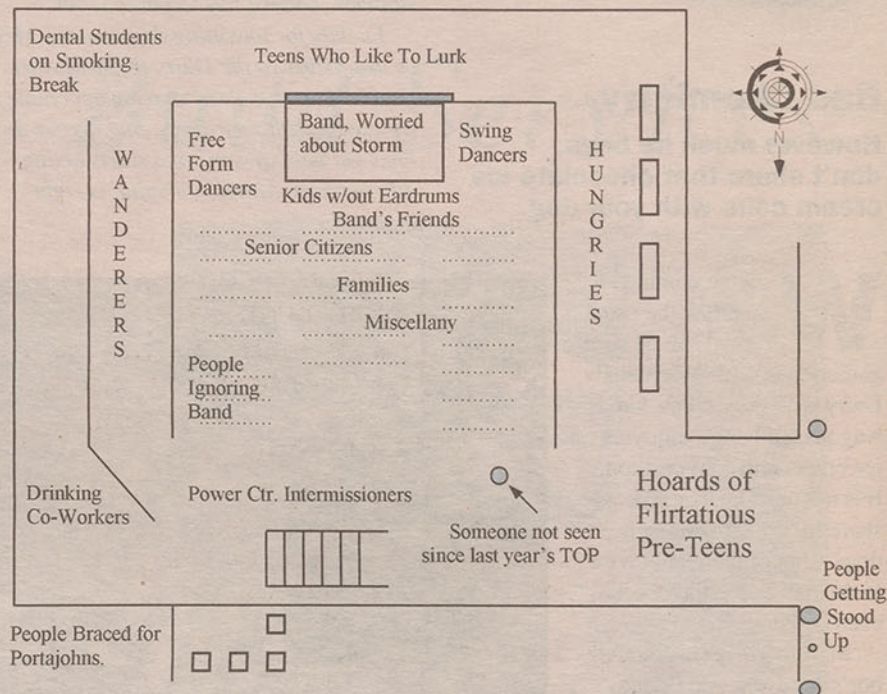 Dental Students
on Smoking
Break
Teens Who Like To Lurk
WANDERERS
Free
Form
Dancers
Band, Worried
about Storm
Swing
Dancers
HUNGRIES
N
Kids w/out Eardrums
Band's Friends
Senior Citizens
Families
Miscellany
People
Ignoring
Band
Drinking
Co-Workers
Power Ctr. Intermissioners
Someone not seen
since last year's TOP
Hoards of
Flirtatious
Pre-Teens
People
Getting
Stood
Up
People Braced for
Portajohns.